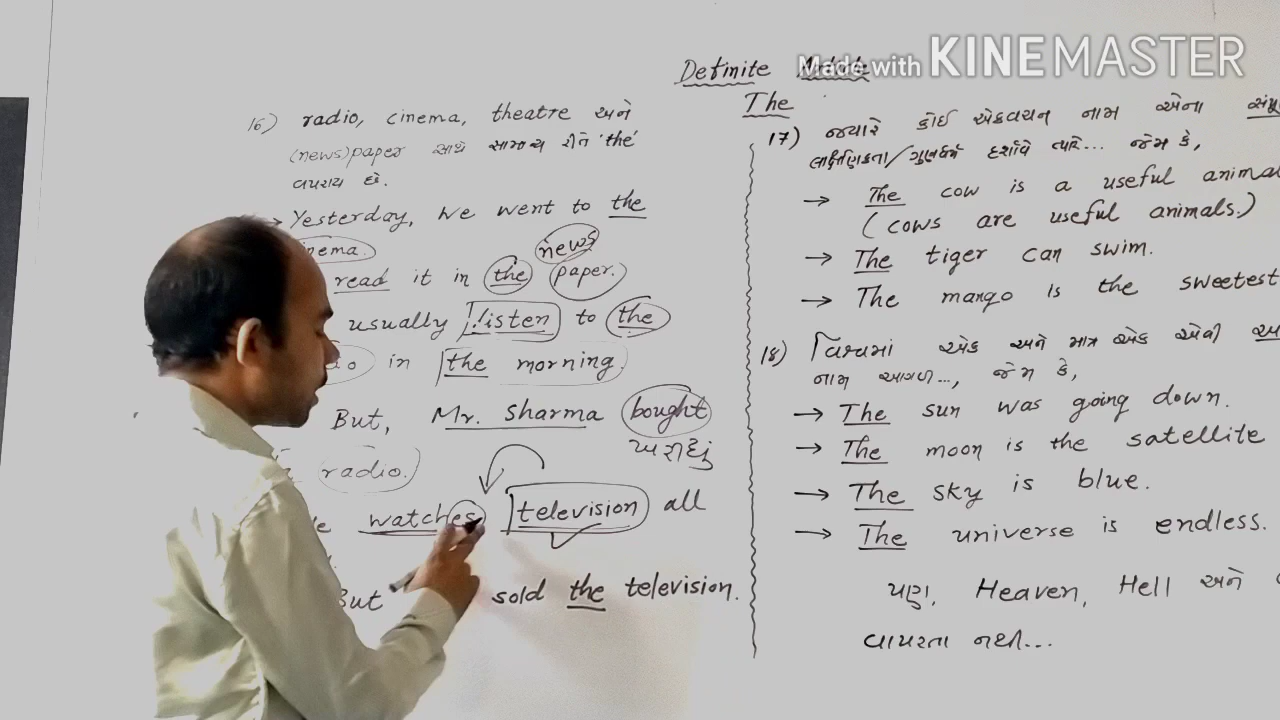 Made with KINEMASTER
Definite Article
The
16) radio, cinema, theatre અને
(news)paper સાથે સામાન્ય રીતે 'the'
વપરાય છે.
→ Yesterday, we went to the
cinema.
news
read it in the paper.
usually listen to the
in the morning.
But, Mr. Sharma bought
ખરીદ્યું
radio.
watches television all
But sold the television.
17) જ્યારે કોઈ એકવચન નામ એના
લાક્ષણિકતા/ગુણધર્મ દર્શાવે ત્યારે... જેમ કે,
→ The cow is a useful animal
(cows are useful animals.)
→ The tiger can swim.
→ The mango is the sweetest
18) વિશ્વમાં એક અને માત્ર એક એવી
નામ આગળ..., જેમ કે,
→ The sun was going down.
→ The moon is the satellite
→ The sky is blue.
→ The universe is endless.
પણ, Heaven, Hell અને
વાપરતા નથી...